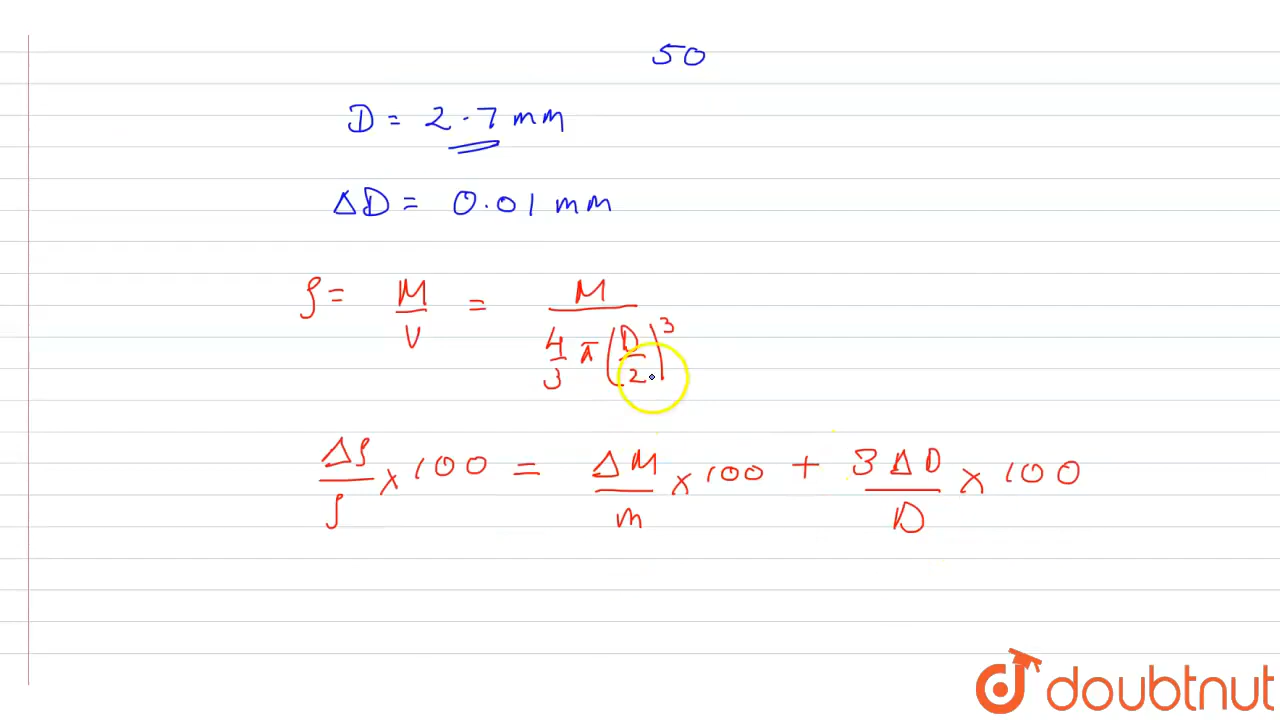 50
D = 2.7 mm
ΔD = 0.01 mm
ρ = M/V = M/(4/3 π (D/2)^3)
Δρ/ρ × 100 = ΔM/m × 100 + 3ΔD/D × 100
doubtnut